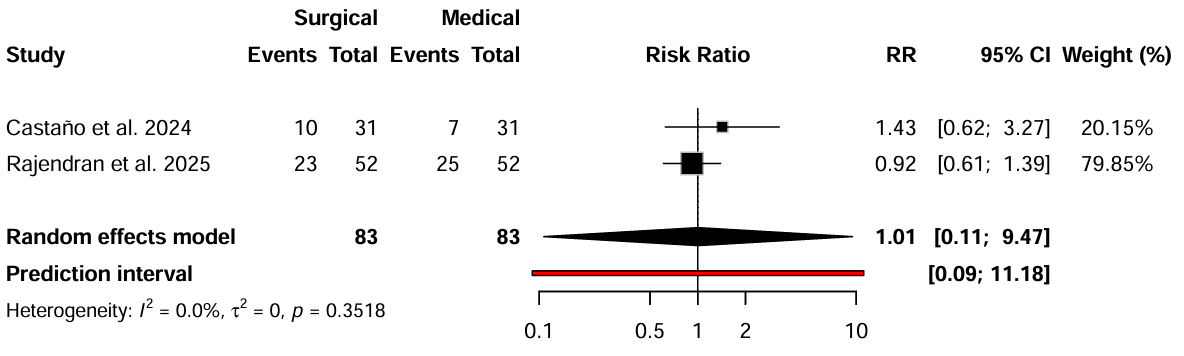 Surgical Medical
Study Events Total Events Total Risk Ratio RR 95% CI Weight (%)
Castaño et al. 2024 10 31 7 31 1.43 [0.62; 3.27] 20.15%
Rajendran et al. 2025 23 52 25 52 0.92 [0.61; 1.39] 79.85%
Random effects model 83 83 1.01 [0.11; 9.47]
Prediction interval [0.09; 11.18]
Heterogeneity: I² = 0.0%, τ² = 0, p = 0.3518
0.1 0.5 1 2 10